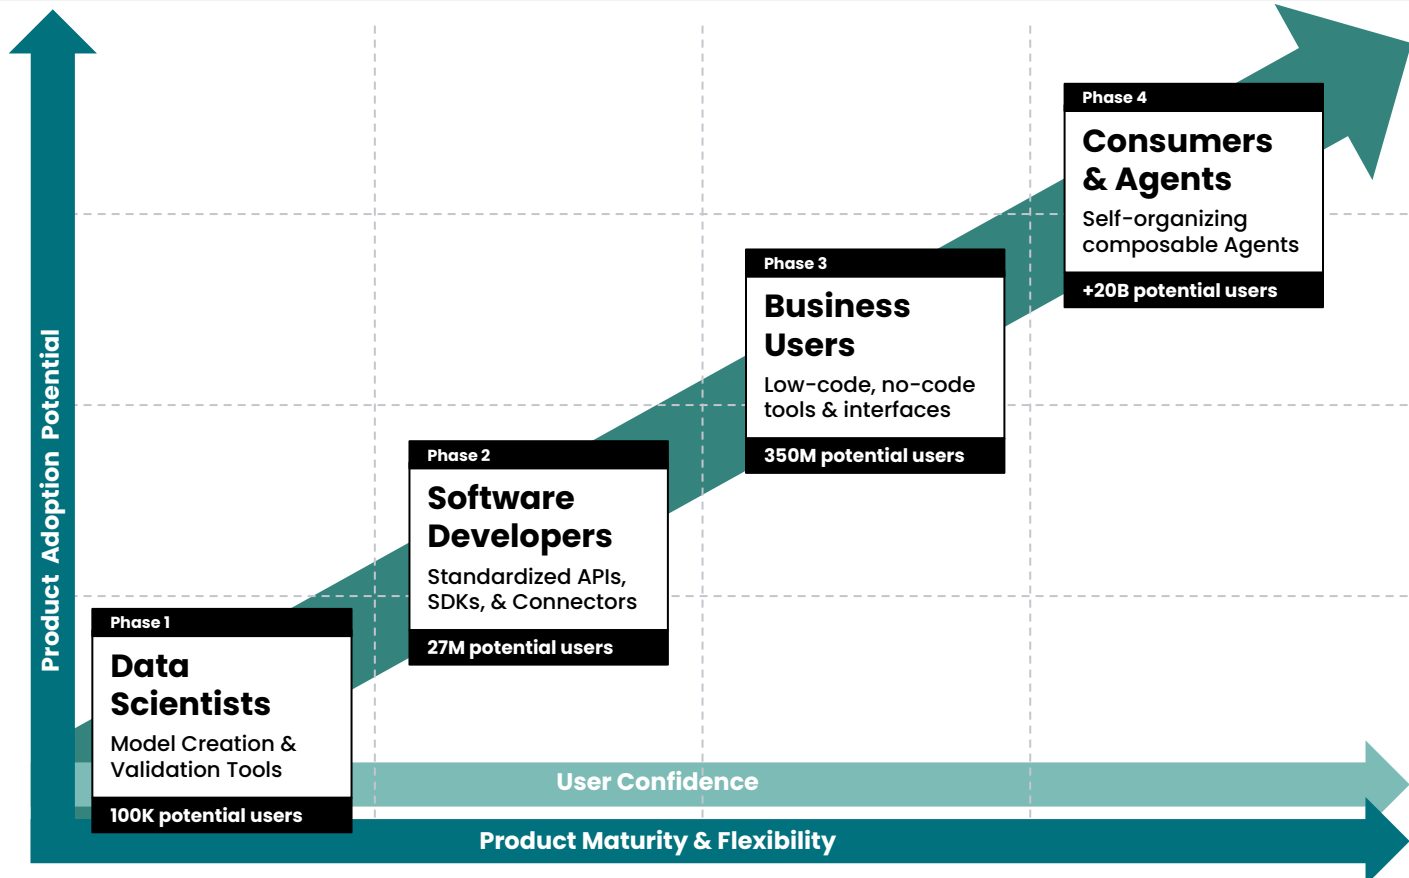 Product Adoption Potential
Phase 4
Consumers
& Agents
Self-organizing
composable Agents
+20B potential users
Phase 3
Business
Users
Low-code, no-code
tools & interfaces
350M potential users
Phase 2
Software
Developers
Standardized APIs,
SDKs, & Connectors
27M potential users
Phase 1
Data
Scientists
Model Creation &
Validation Tools
100K potential users
User Confidence
Product Maturity & Flexibility